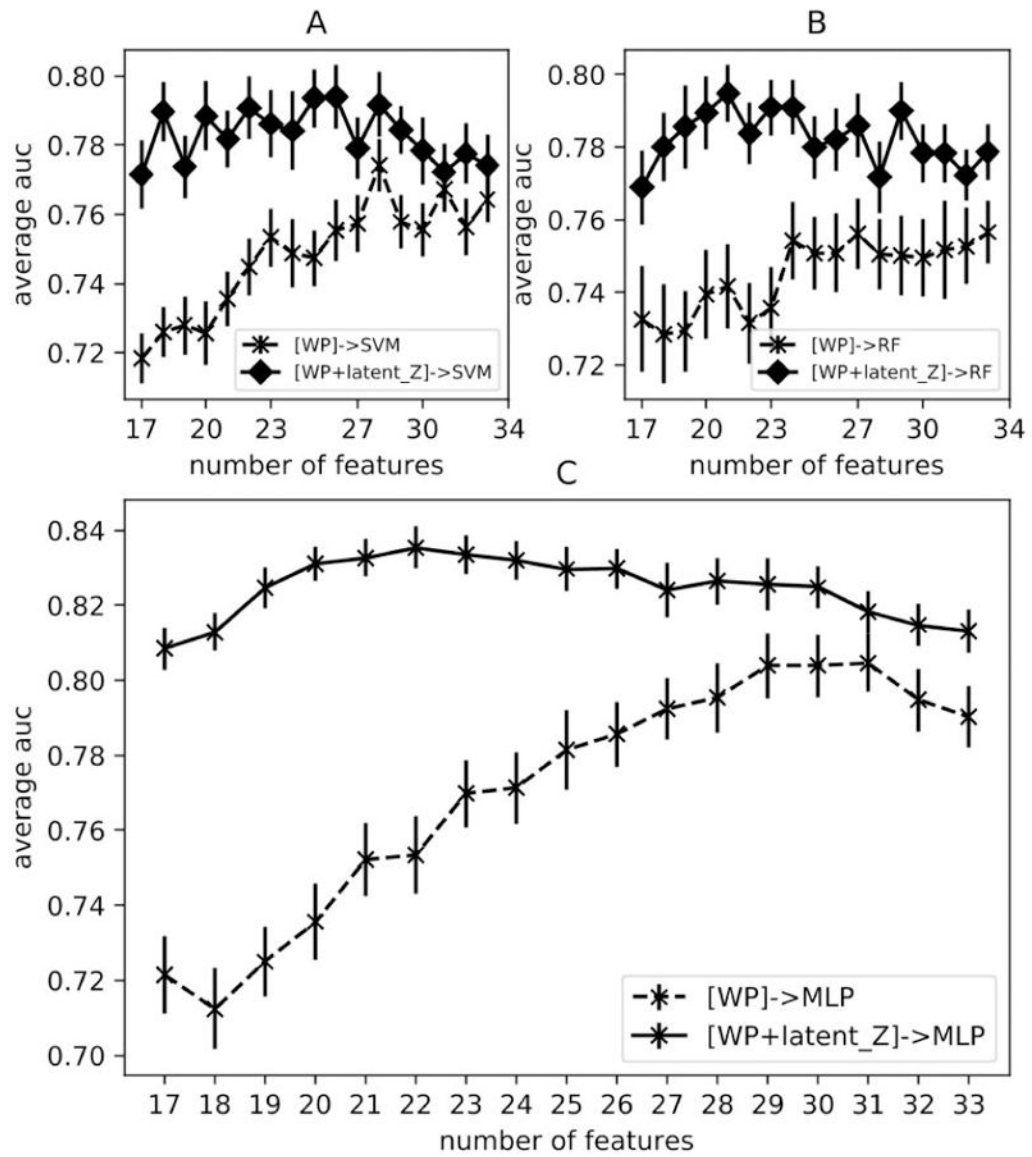 A
average auc
0.80
0.78
0.76
0.74
0.72
[WP]->SVM
[WP+latent_Z]->SVM
17 20 23 27 30 34
number of features
B
average auc
0.80
0.78
0.76
0.74
0.72
[WP]->RF
[WP+latent_Z]->RF
17 20 23 27 30 34
number of features
C
average auc
0.84
0.82
0.80
0.78
0.76
0.74
0.72
0.70
[WP]->MLP
[WP+latent_Z]->MLP
17 18 19 20 21 22 23 24 25 26 27 28 29 30 31 32 33
number of features